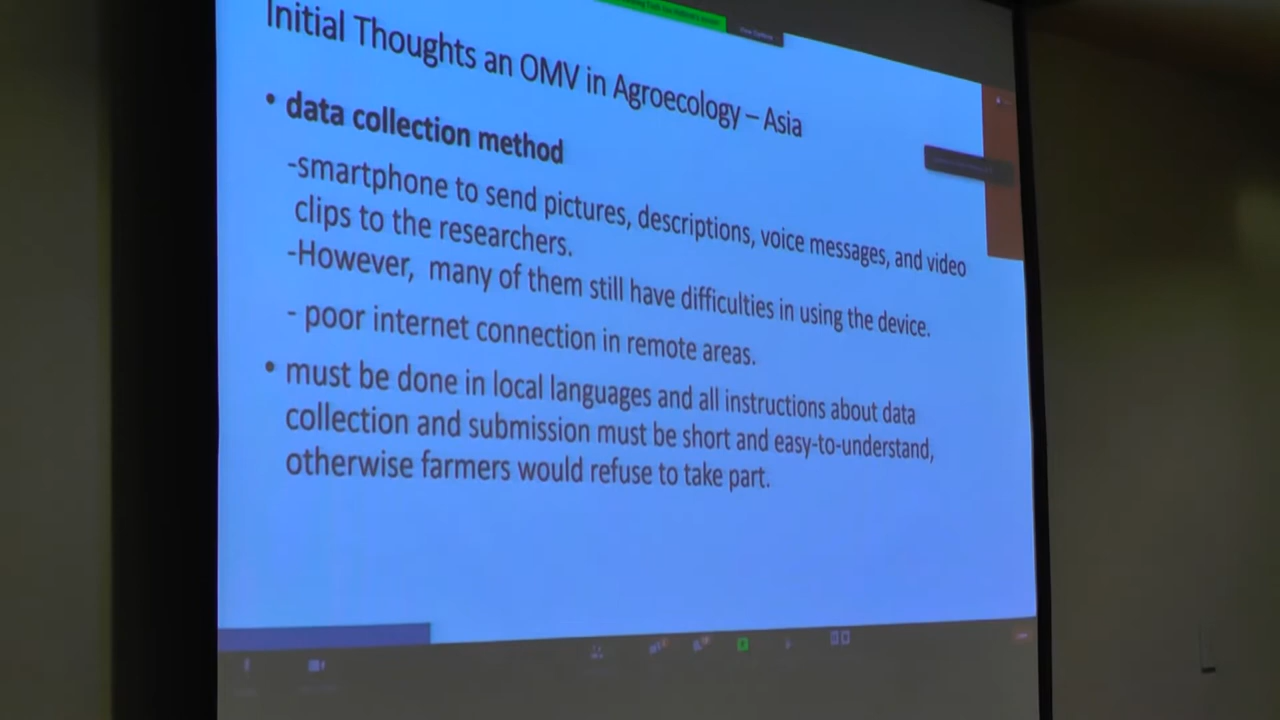 Initial Thoughts an OMV in Agroecology – Asia
• data collection method
-smartphone to send pictures, descriptions, voice messages, and video
clips to the researchers.
-However, many of them still have difficulties in using the device.
- poor internet connection in remote areas.
• must be done in local languages and all instructions about data
collection and submission must be short and easy-to-understand,
otherwise farmers would refuse to take part.